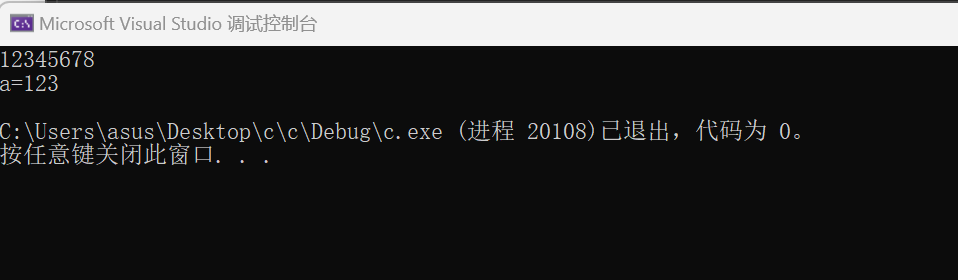 Microsoft Visual Studio 调试控制台
12345678
a=123
C:\Users\asus\Desktop\c\c\Debug\c.exe (进程 20108)已退出，代码为 0。
按任意键关闭此窗口. . .